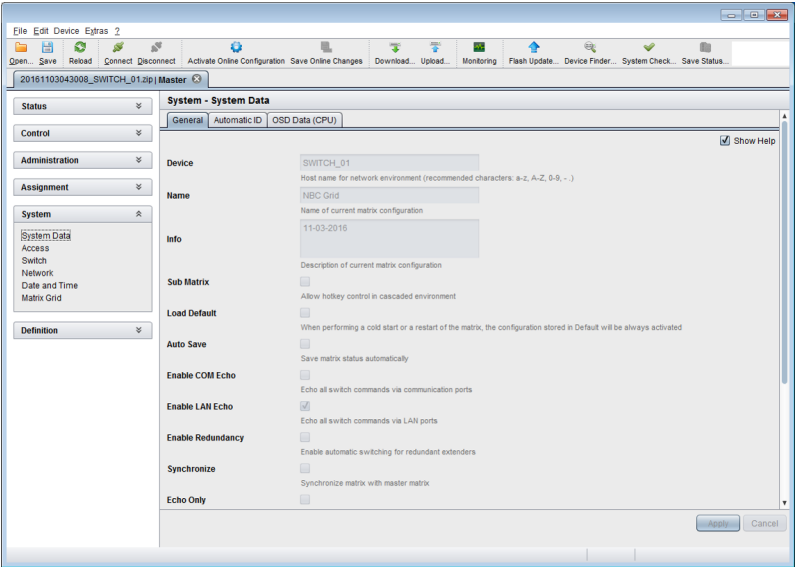 File Edit Device Extras ?
Open... Save Reload Connect Disconnect Activate Online Configuration Save Online Changes Download... Upload... Monitoring Flash Update... Device Finder... System Check... Save Status...
20161103043008_SWITCH_01.zip | Master
Status
Control
Administration
Assignment
System
System Data
Access
Switch
Network
Date and Time
Matrix Grid
Definition
System - System Data
General Automatic ID OSD Data (CPU)
Show Help
Device SWITCH_01
Host name for network environment (recommended characters: a-z, A-Z, 0-9, - .)
Name NBC Grid
Name of current matrix configuration
Info 11-03-2016
Description of current matrix configuration
Sub Matrix
Allow hotkey control in cascaded environment
Load Default
When performing a cold start or a restart of the matrix, the configuration stored in Default will be always activated
Auto Save
Save matrix status automatically
Enable COM Echo
Echo all switch commands via communication ports
Enable LAN Echo
Echo all switch commands via LAN ports
Enable Redundancy
Enable automatic switching for redundant extenders
Synchronize
Synchronize matrix with master matrix
Echo Only
Apply Cancel